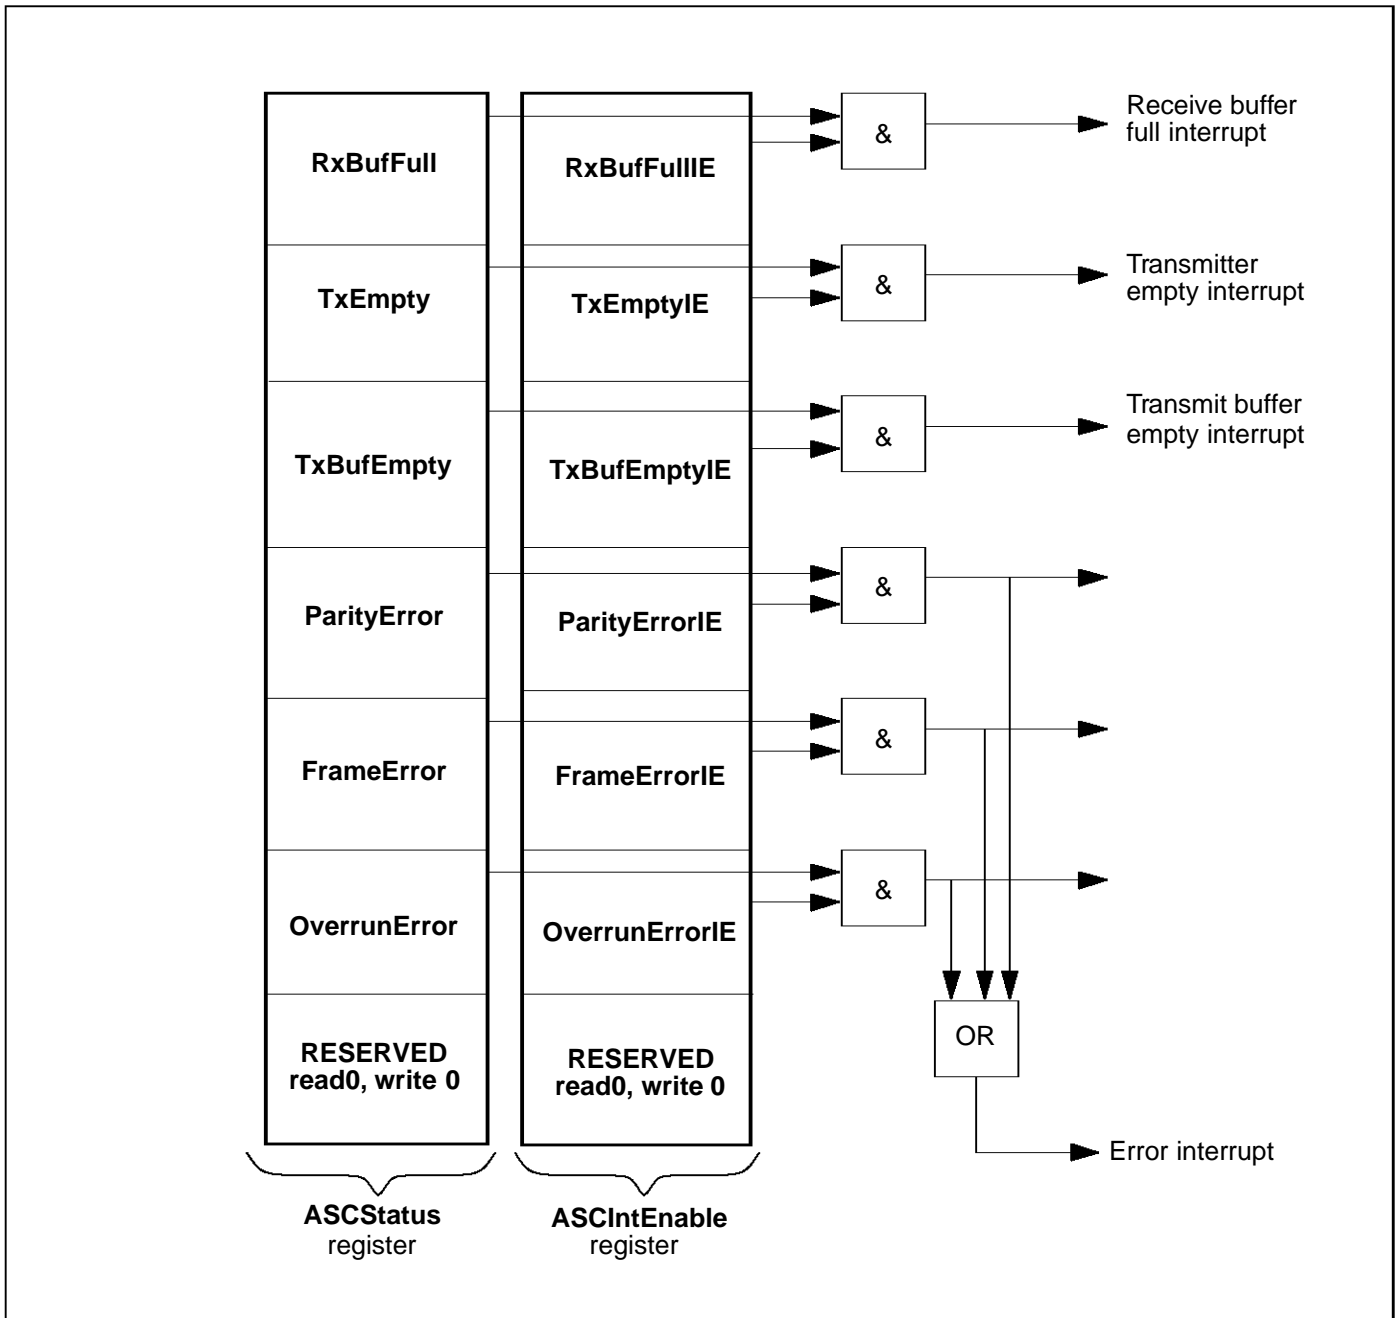 RxBufFull
RxBufFullIE
&
Receive buffer
full interrupt
TxEmpty
TxEmptyIE
&
Transmitter
empty interrupt
TxBufEmpty
TxBufEmptyIE
&
Transmit buffer
empty interrupt
ParityError
ParityErrorIE
&
FrameError
FrameErrorIE
&
OverrunError
OverrunErrorIE
&
RESERVED
read0, write 0
RESERVED
read0, write 0
OR
Error interrupt
ASCStatus
register
ASCIntEnable
register